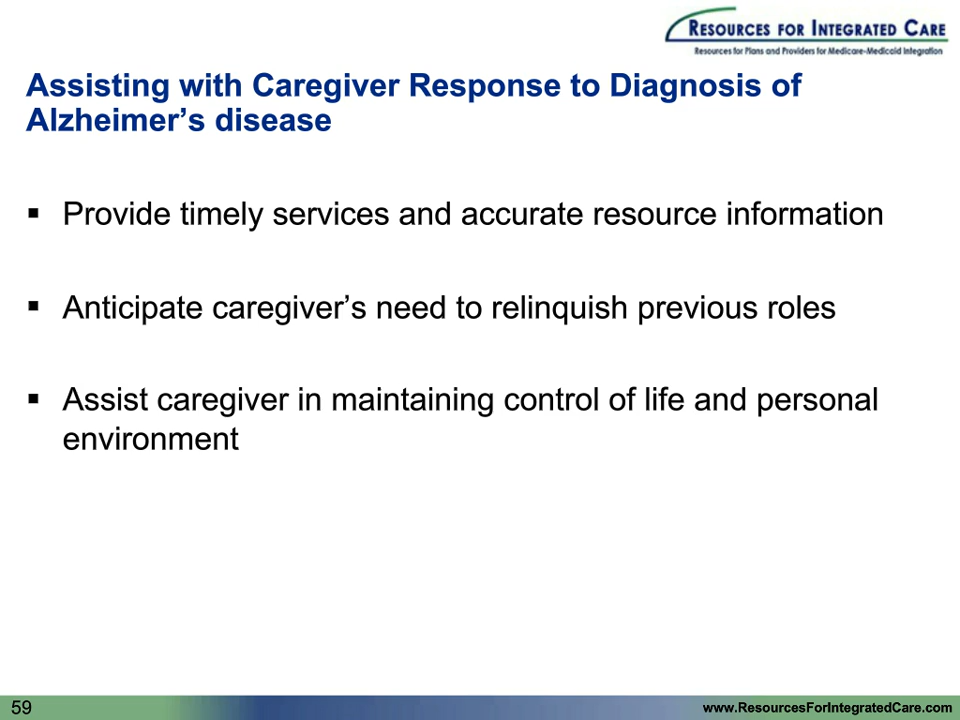 RESOURCES FOR INTEGRATED CARE
Resources for Plans and Providers for Medicare-Medicaid Integration
Assisting with Caregiver Response to Diagnosis of
Alzheimer’s disease
▪ Provide timely services and accurate resource information
▪ Anticipate caregiver’s need to relinquish previous roles
▪ Assist caregiver in maintaining control of life and personal
environment
59
www.ResourcesForIntegratedCare.com